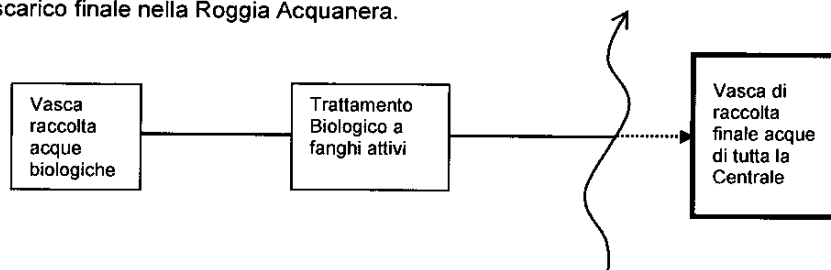 scarico finale nella Roggia Acquanera.
Vasca
raccolta
acque
biologiche
Trattamento
Biologico a
fanghi attivi
Vasca di
raccolta
finale acque
di tutta la
Centrale